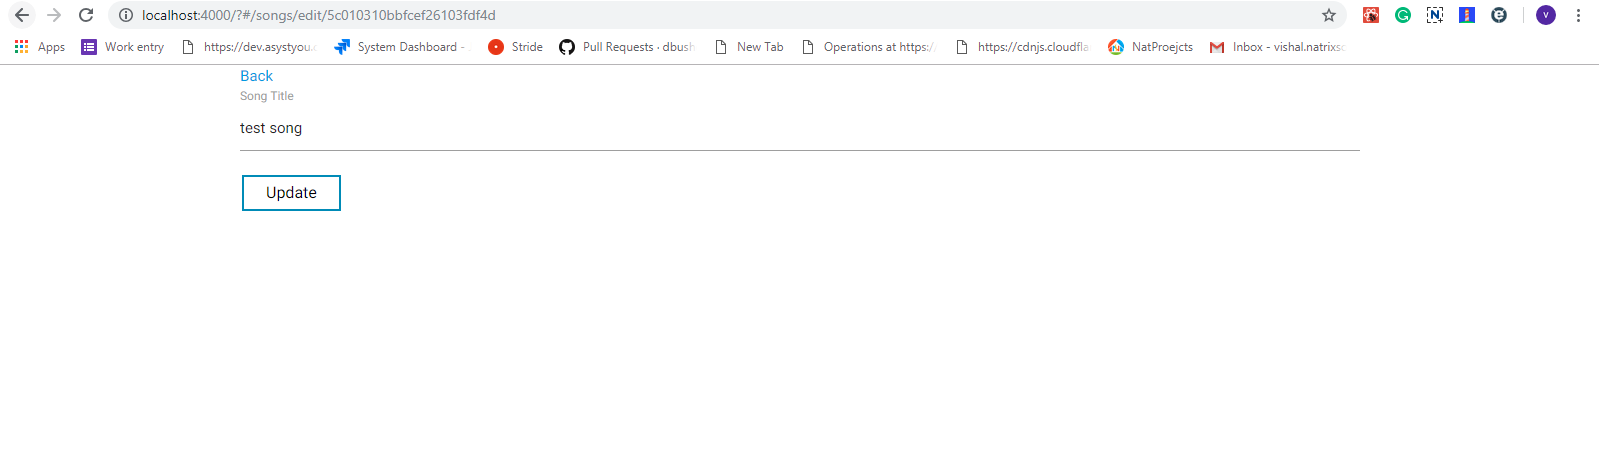 localhost:4000/?#/songs/edit/5c010310bbfcef26103fdf4d
V
Apps Work entry https://dev.asystyou. System Dashboard - Stride Pull Requests · dbush New Tab Operations at https:/ https://cdnjs.cloudfla NatProejcts Inbox - vishal.natrixso
Back
Song Title
test song
Update